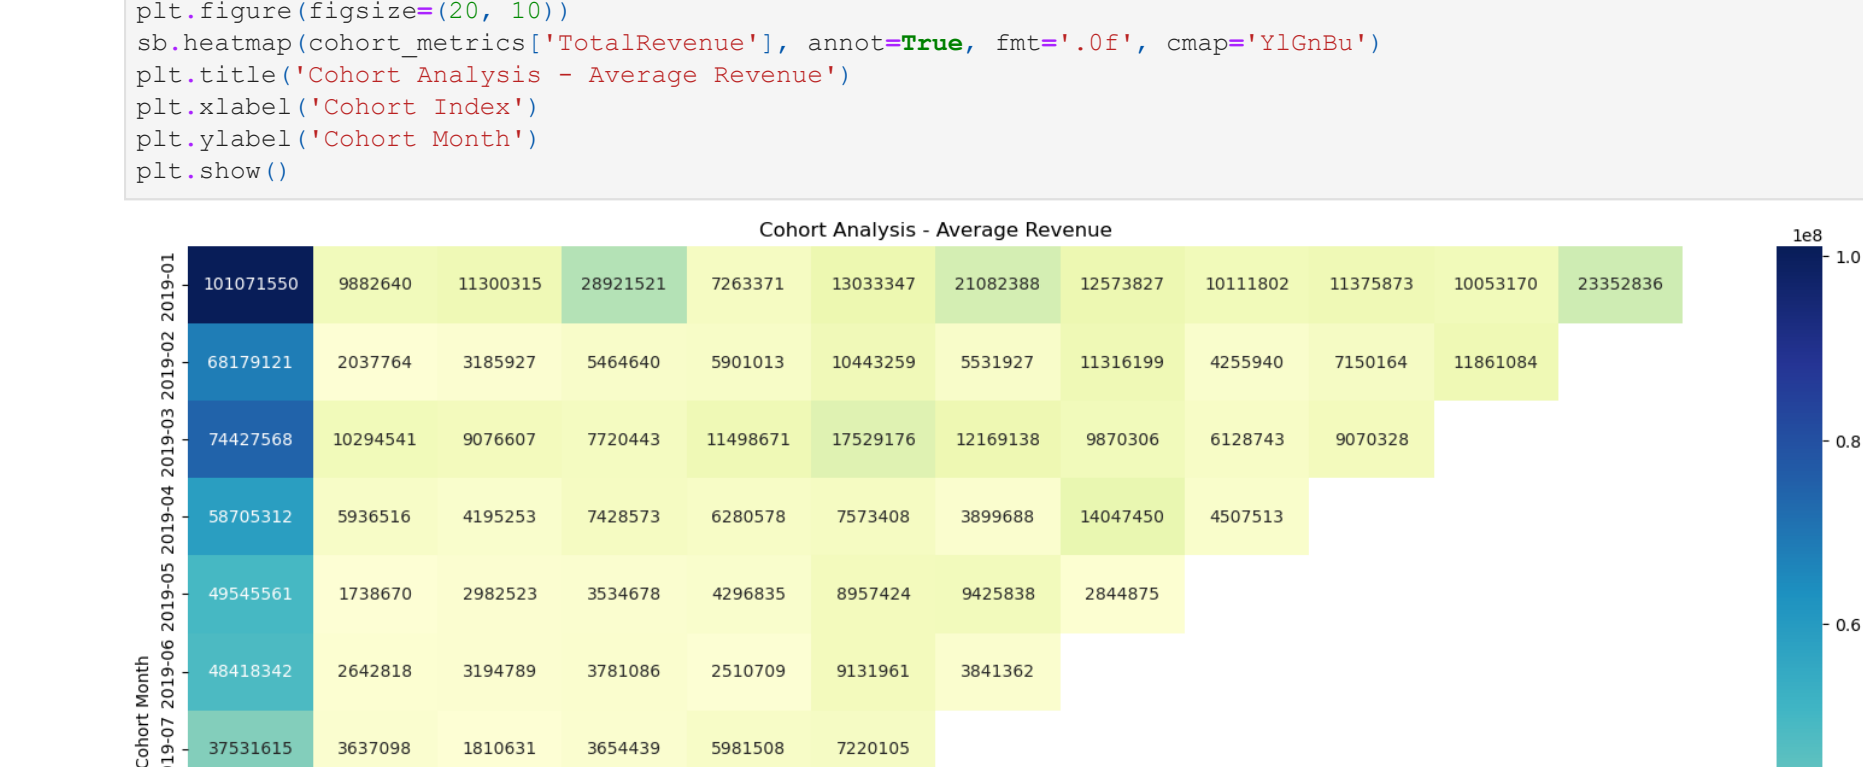 plt.figure(figsize=(20, 10))
sb.heatmap(cohort_metrics['TotalRevenue'], annot=True, fmt='.0f', cmap='YlGnBu')
plt.title('Cohort Analysis - Average Revenue')
plt.xlabel('Cohort Index')
plt.ylabel('Cohort Month')
plt.show()
Cohort Analysis - Average Revenue
1e8
2019-01 101071550 9882640 11300315 28921521 7263371 13033347 21082388 12573827 10111802 11375873 10053170 23352836
1.0
2019-02 68179121 2037764 3185927 5464640 5901013 10443259 5531927 11316199 4255940 7150164 11861084
2019-03 74427568 10294541 9076607 7720443 11498671 17529176 12169138 9870306 6128743 9070328
0.8
2019-04 58705312 5936516 4195253 7428573 6280578 7573408 3899688 14047450 4507513
2019-05 49545561 1738670 2982523 3534678 4296835 8957424 9425838 2844875
0.6
2019-06 48418342 2642818 3194789 3781086 2510709 9131961 3841362
Cohort Month
19-07 37531615 3637098 1810631 3654439 5981508 7220105